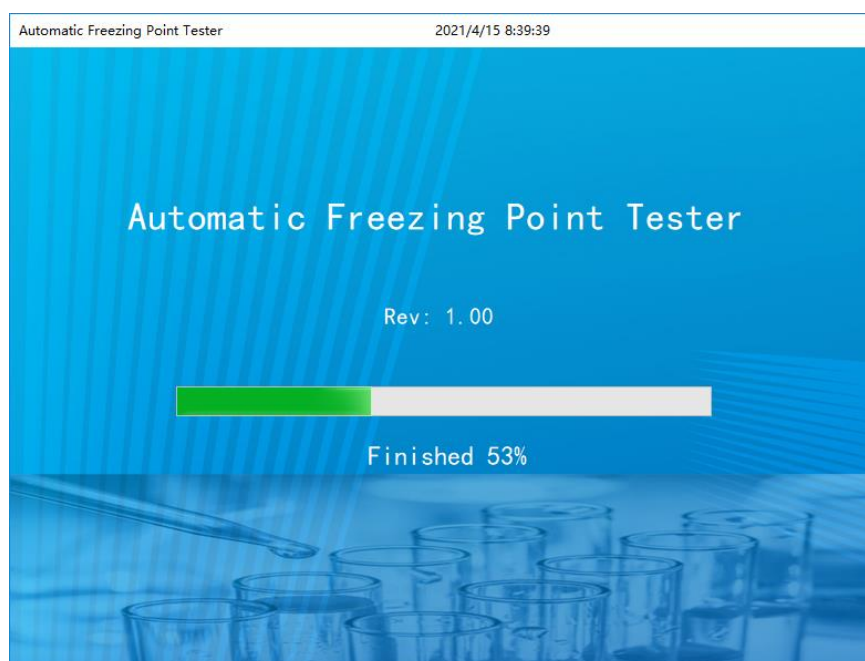 Automatic Freezing Point Tester 2021/4/15 8:39:39
Automatic Freezing Point Tester
Rev: 1.00
Finished 53%